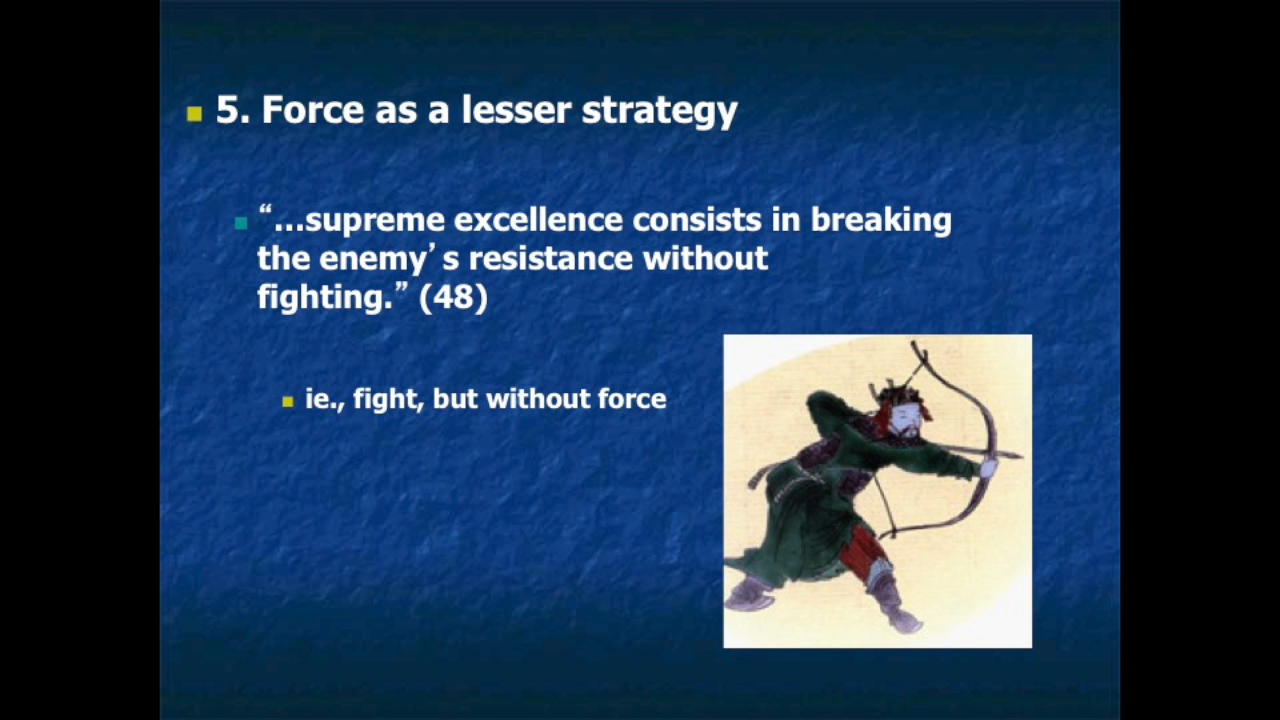 5. Force as a lesser strategy
“…supreme excellence consists in breaking
the enemy’s resistance without
fighting.” (48)
ie., fight, but without force